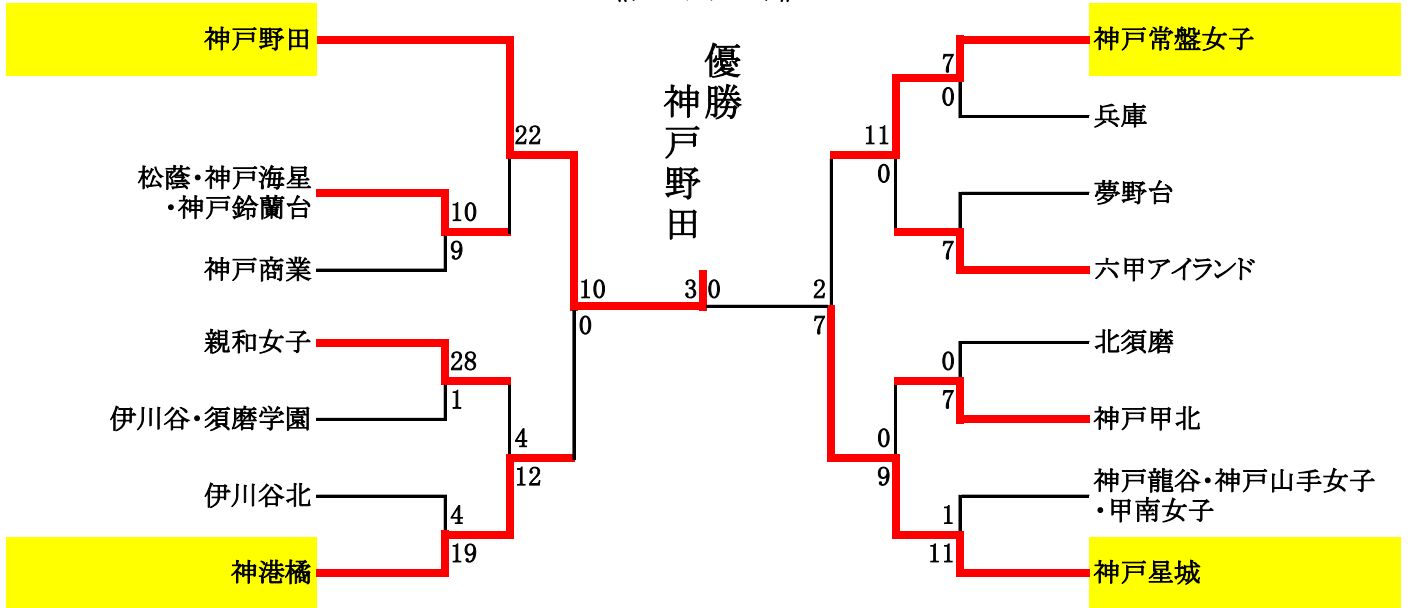 優勝
神戸野田
神戸野田
22
松蔭・神戸海星
・神戸鈴蘭台
10
9
神戸商業
親和女子
28
1
伊川谷・須磨学園
4
12
伊川谷北
4
19
神港橘
10
0
3
0
2
7
神戸常盤女子
7
0
兵庫
11
0
夢野台
7
六甲アイランド
北須磨
0
7
神戸甲北
0
9
神戸龍谷・神戸山手女子
・甲南女子
1
11
神戸星城